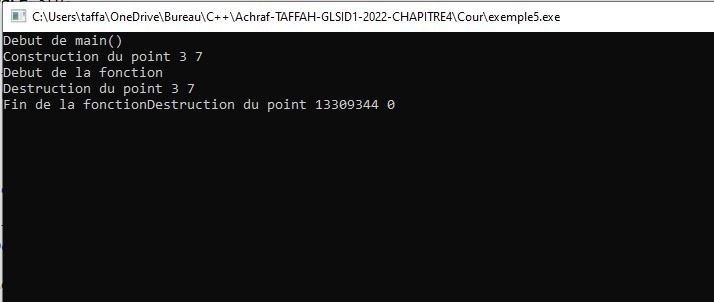 C:\Users\taffa\OneDrive\Bureau\C++\Achraf-TAFFAH-GLSID1-2022-CHAPITRE4\Cour\exemple5.exe
Debut de main()
Construction du point 3 7
Debut de la fonction
Destruction du point 3 7
Fin de la fonctionDestruction du point 13309344 0